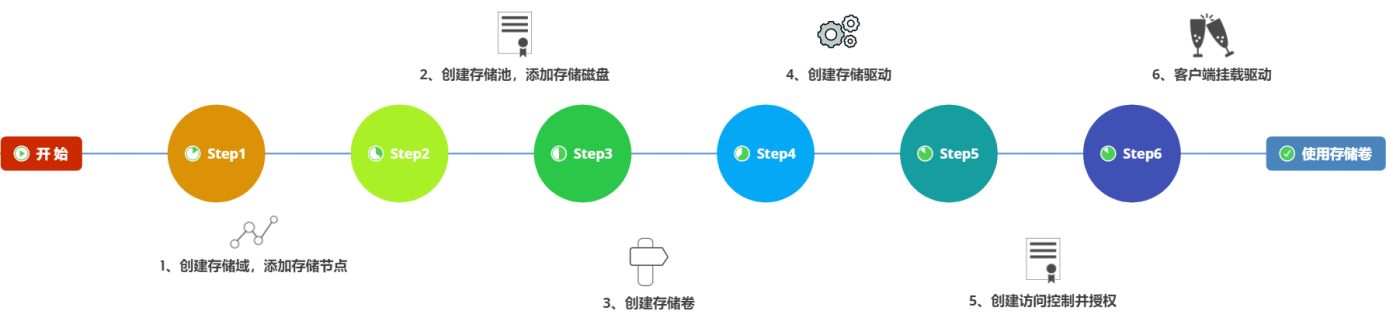 2、创建存储池，添加存储磁盘
4、创建存储驱动
6、客户端挂载驱动
开始
Step1
Step2
Step3
Step4
Step5
Step6
使用存储卷
1、创建存储域，添加存储节点
3、创建存储卷
5、创建访问控制并授权